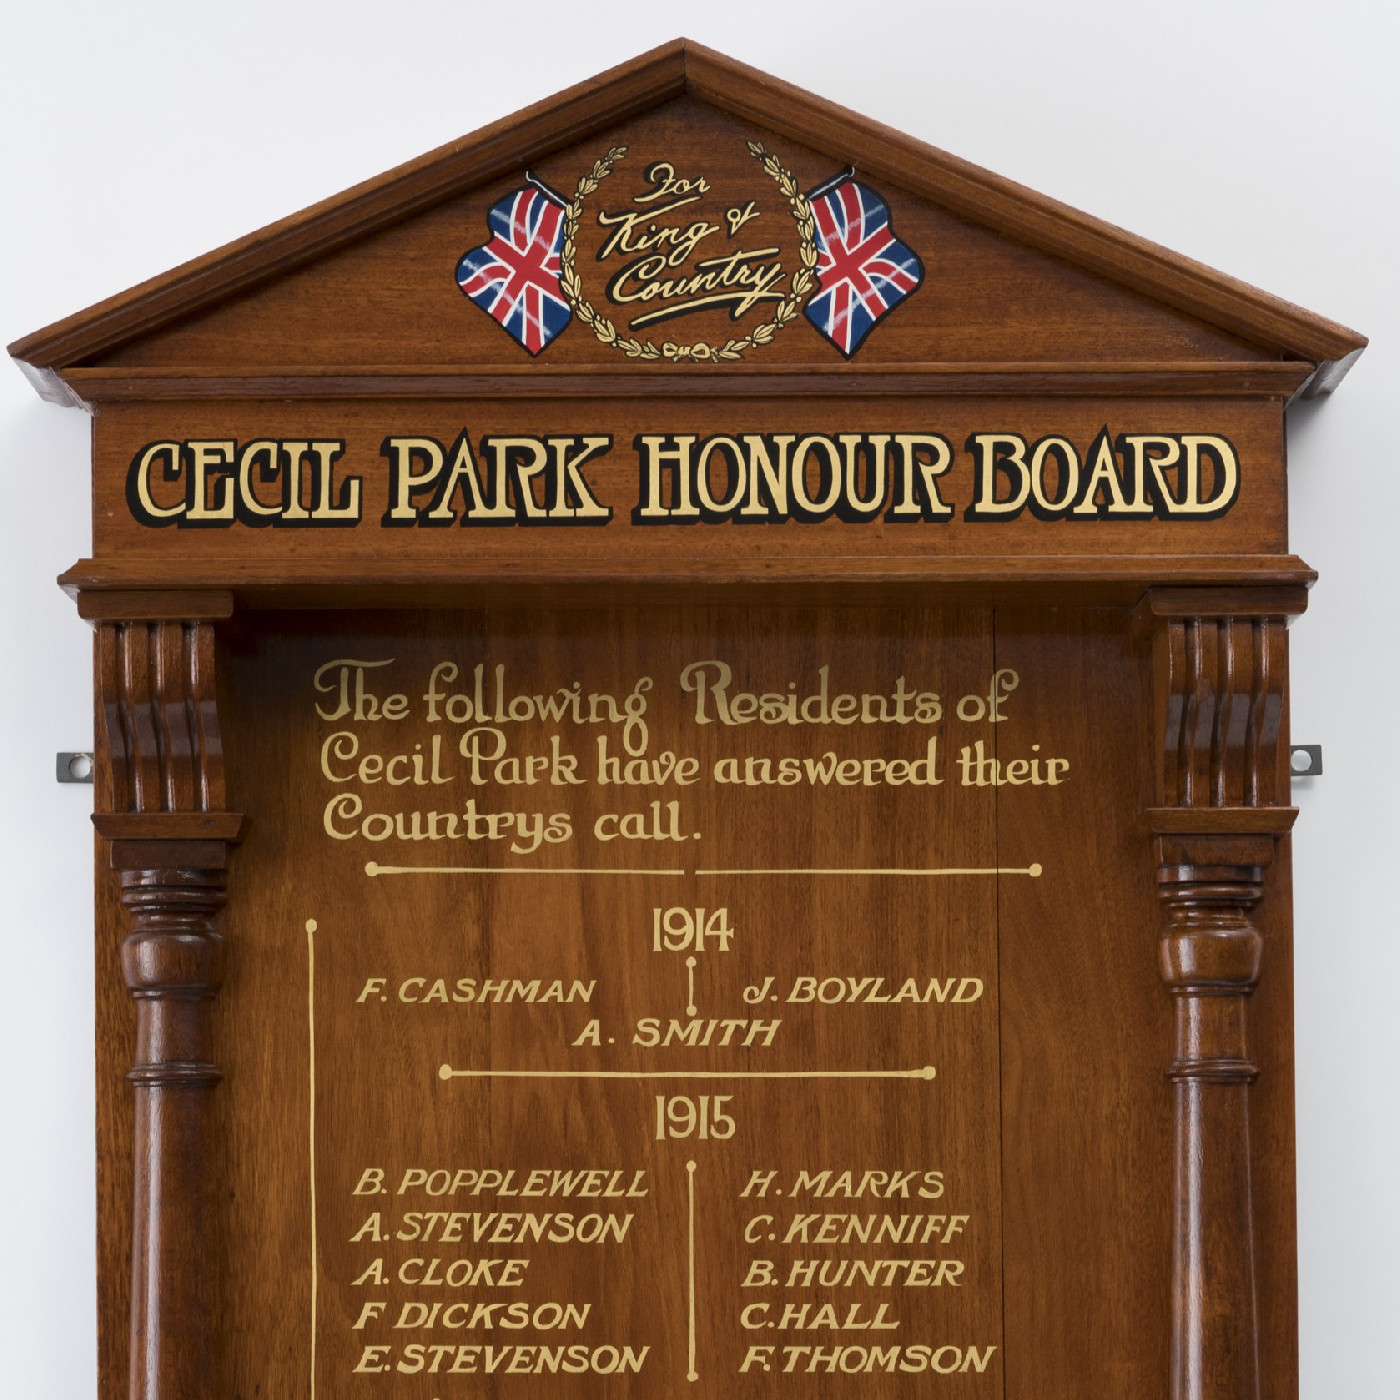 For
King &
Country
CECIL PARK HONOUR BOARD
The following Residents of
Cecil Park have answered their
Countrys call.
1914
F. CASHMAN J. BOYLAND
A. SMITH
1915
B. POPPLEWELL H. MARKS
A. STEVENSON C. KENNIFF
A. CLOKE B. HUNTER
F DICKSON C. HALL
E. STEVENSON F. THOMSON